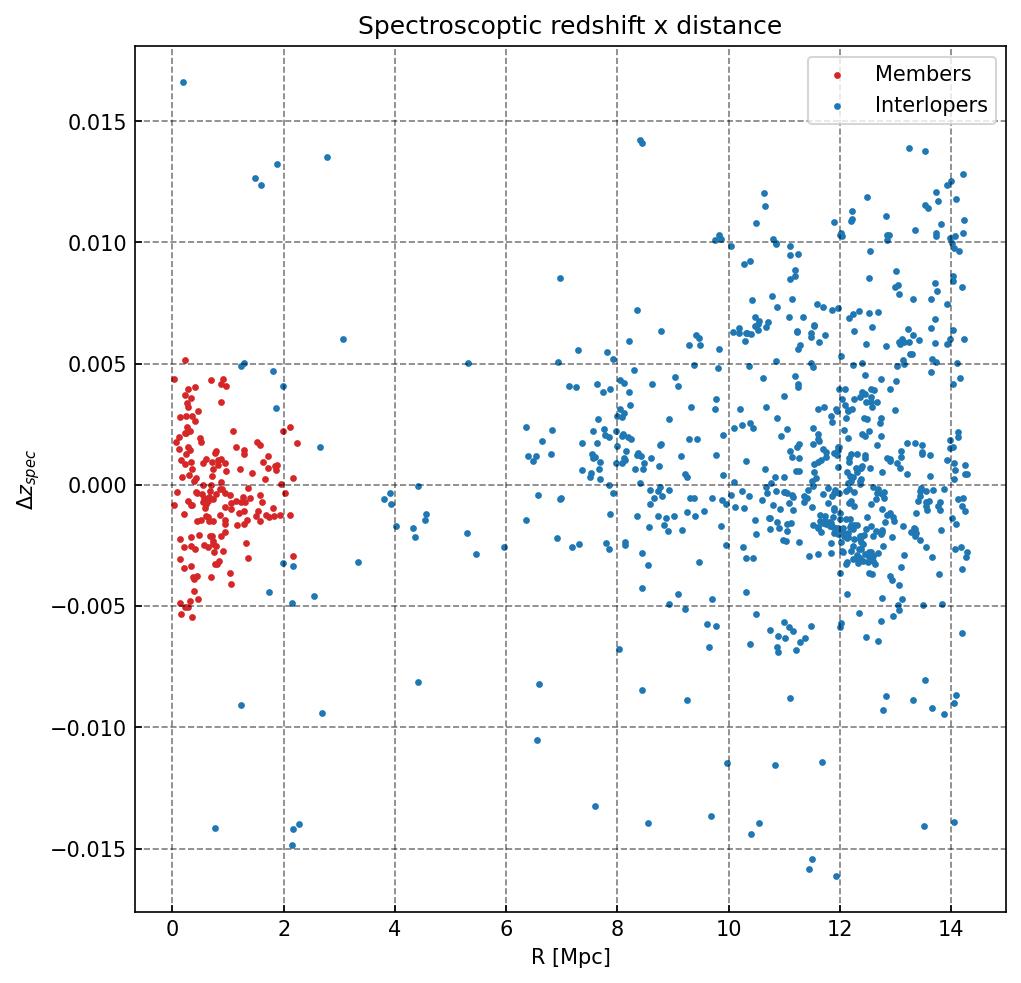 Spectroscoptic redshift x distance
Members
Interlopers
0.015
0.010
0.005
0.000
−0.005
−0.010
−0.015
Δz_spec
0 2 4 6 8 10 12 14
R [Mpc]